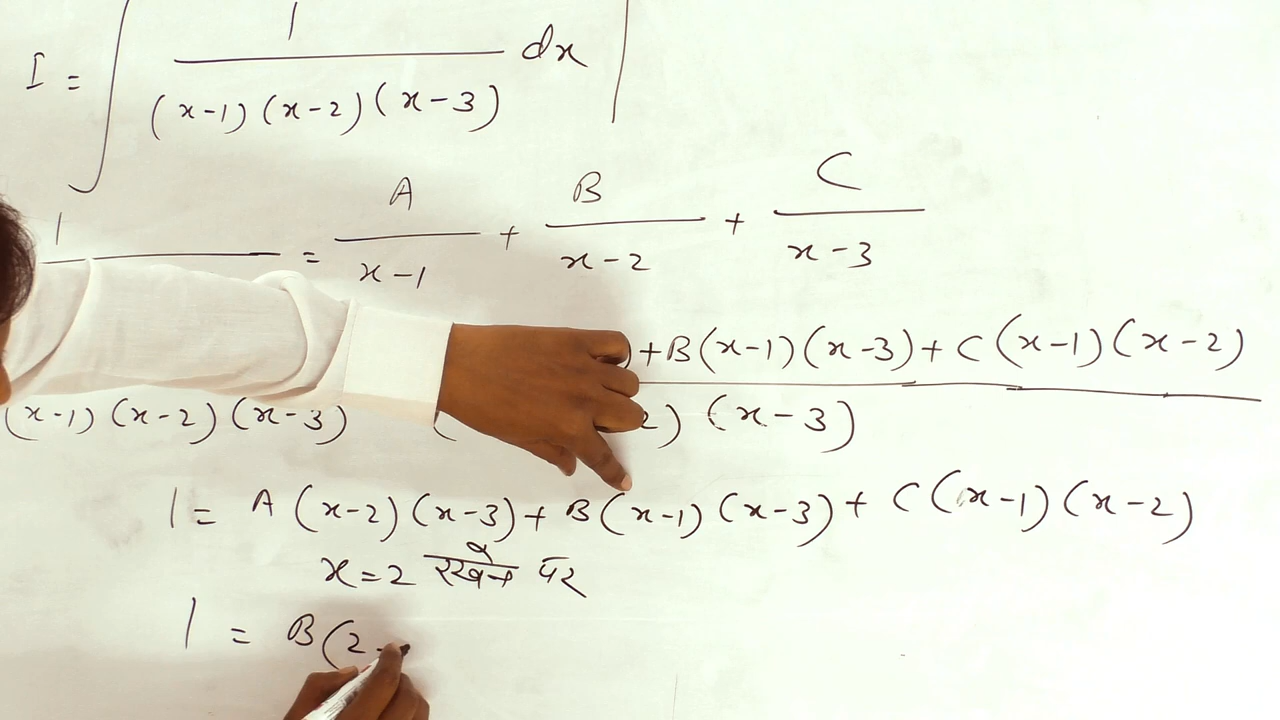 I = ∫ 1 / (x-1)(x-2)(x-3) dx
1 = A / x-1 + B / x-2 + C / x-3
) + B(x-1)(x-3) + C(x-1)(x-2)
(x-1)(x-2)(x-3) ( 2)(x-3)
1 = A(x-2)(x-3) + B(x-1)(x-3) + C(x-1)(x-2)
x=2 रखने पर
1 = B(2-